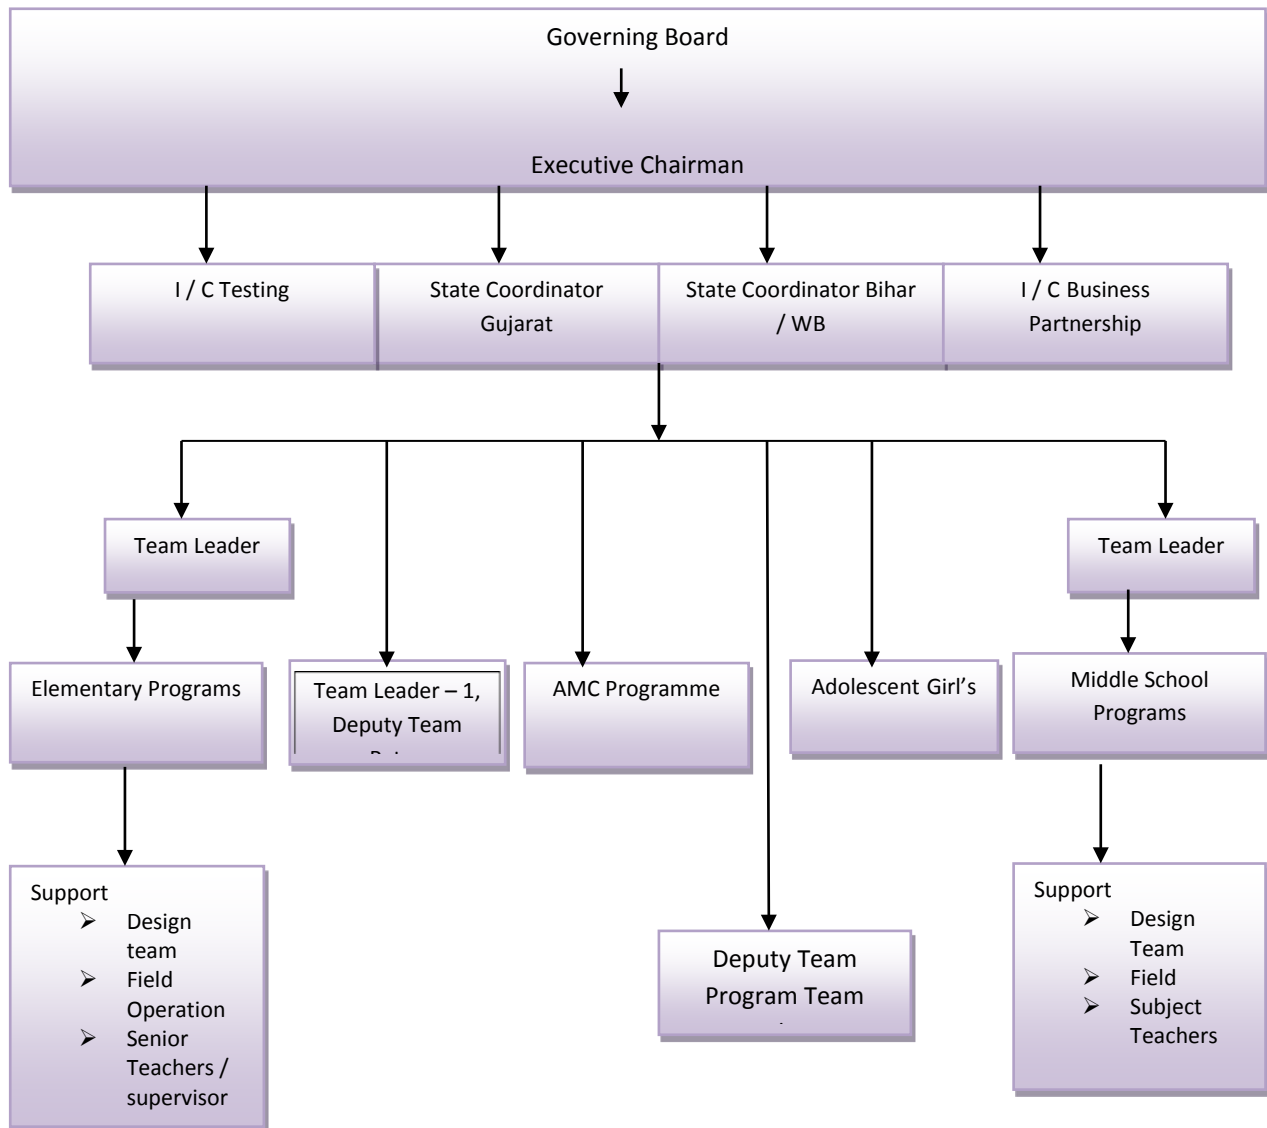 Governing Board
Executive Chairman
I / C Testing
State Coordinator
Gujarat
State Coordinator Bihar
/ WB
I / C Business
Partnership
Team Leader
Team Leader
Elementary Programs
Team Leader – 1,
Deputy Team
AMC Programme
Adolescent Girl's
Middle School
Programs
Support
➢ Design
team
➢ Field
Operation
➢ Senior
Teachers /
supervisor
Deputy Team
Program Team
Support
➢ Design
Team
➢ Field
➢ Subject
Teachers